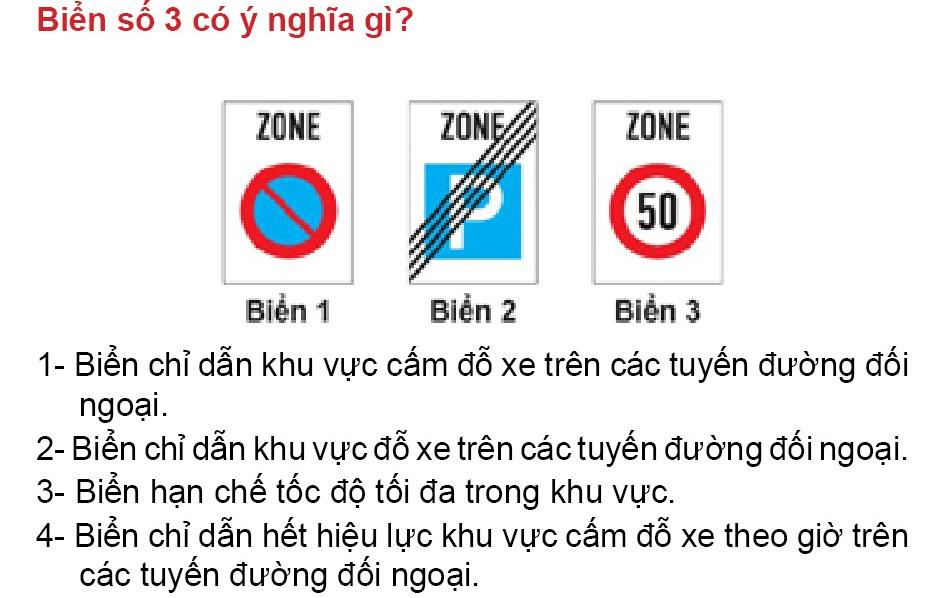 Biển số 3 có ý nghĩa gì?
ZONE ZONE ZONE
P 50
Biển 1 Biển 2 Biển 3
1- Biển chỉ dẫn khu vực cấm đỗ xe trên các tuyến đường đối
ngoại.
2- Biển chỉ dẫn khu vực đỗ xe trên các tuyến đường đối ngoại.
3- Biển hạn chế tốc độ tối đa trong khu vực.
4- Biển chỉ dẫn hết hiệu lực khu vực cấm đỗ xe theo giờ trên
các tuyến đường đối ngoại.